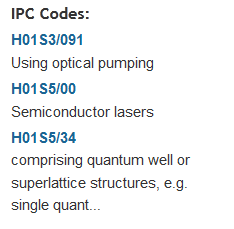 IPC Codes:
H01S3/091
Using optical pumping
H01S5/00
Semiconductor lasers
H01S5/34
comprising quantum well or
superlattice structures, e.g.
single quant...